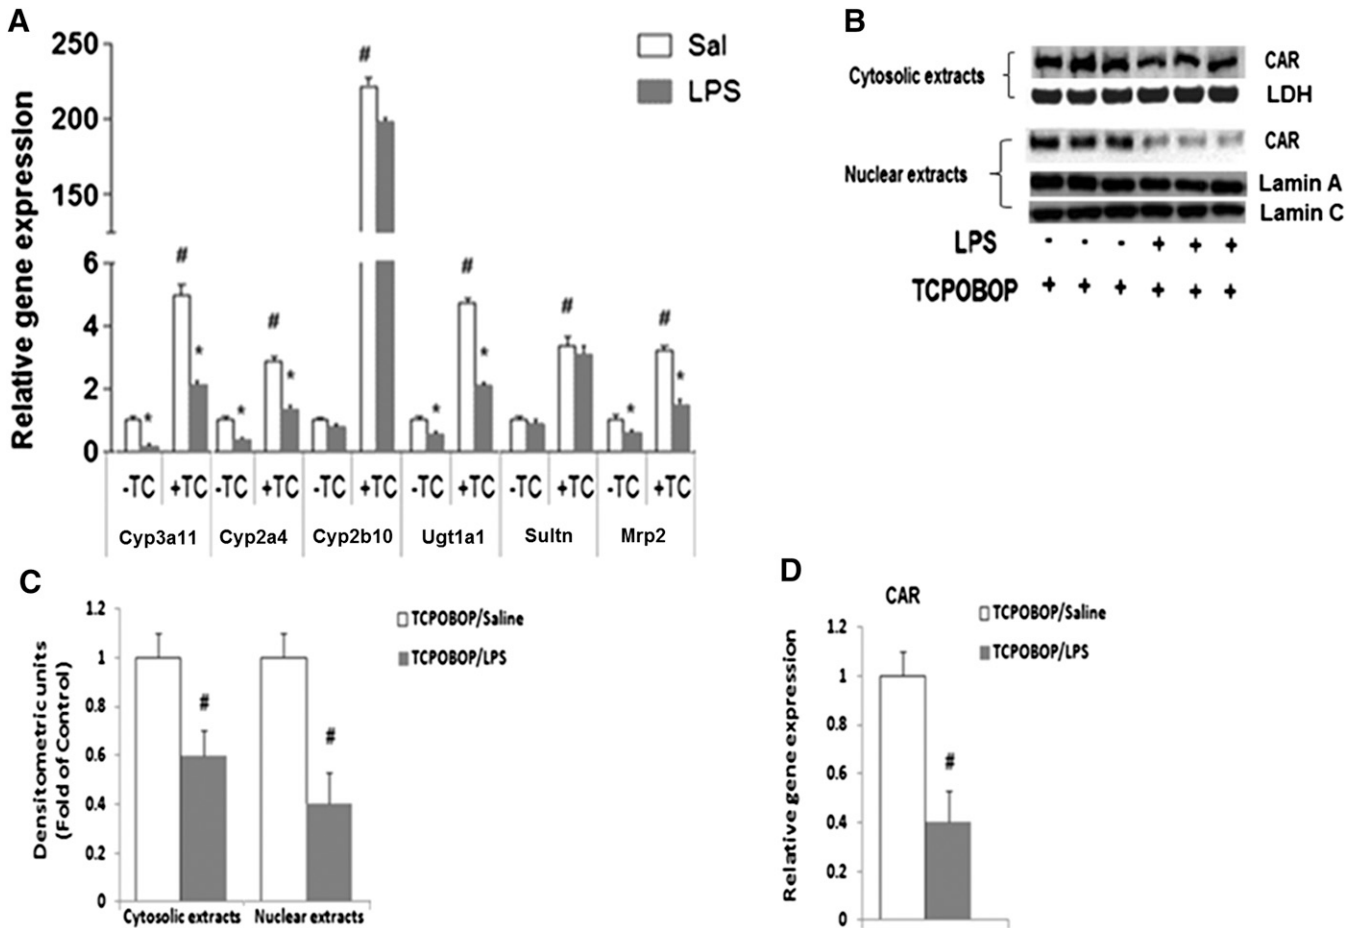 A
Relative gene expression
250
200
150
6
4
2
0
Sal
LPS
#
#
#
#
#
#
*
*
*
*
*
*
*
*
-TC +TC -TC +TC -TC +TC -TC +TC -TC +TC -TC +TC
Cyp3a11 Cyp2a4 Cyp2b10 Ugt1a1 Sultn Mrp2
B
Cytosolic extracts
CAR
LDH
Nuclear extracts
CAR
Lamin A
Lamin C
LPS - - - + + +
TCPOBOP + + + + + +
C
Densitometric units
(Fold of Control)
1.2
1
0.8
0.6
0.4
0.2
0
#
#
Cytosolic extracts Nuclear extracts
TCPOBOP/Saline
TCPOBOP/LPS
D
CAR
Relative gene expression
1.2
1
0.8
0.6
0.4
0.2
0
#
TCPOBOP/Saline
TCPOBOP/LPS